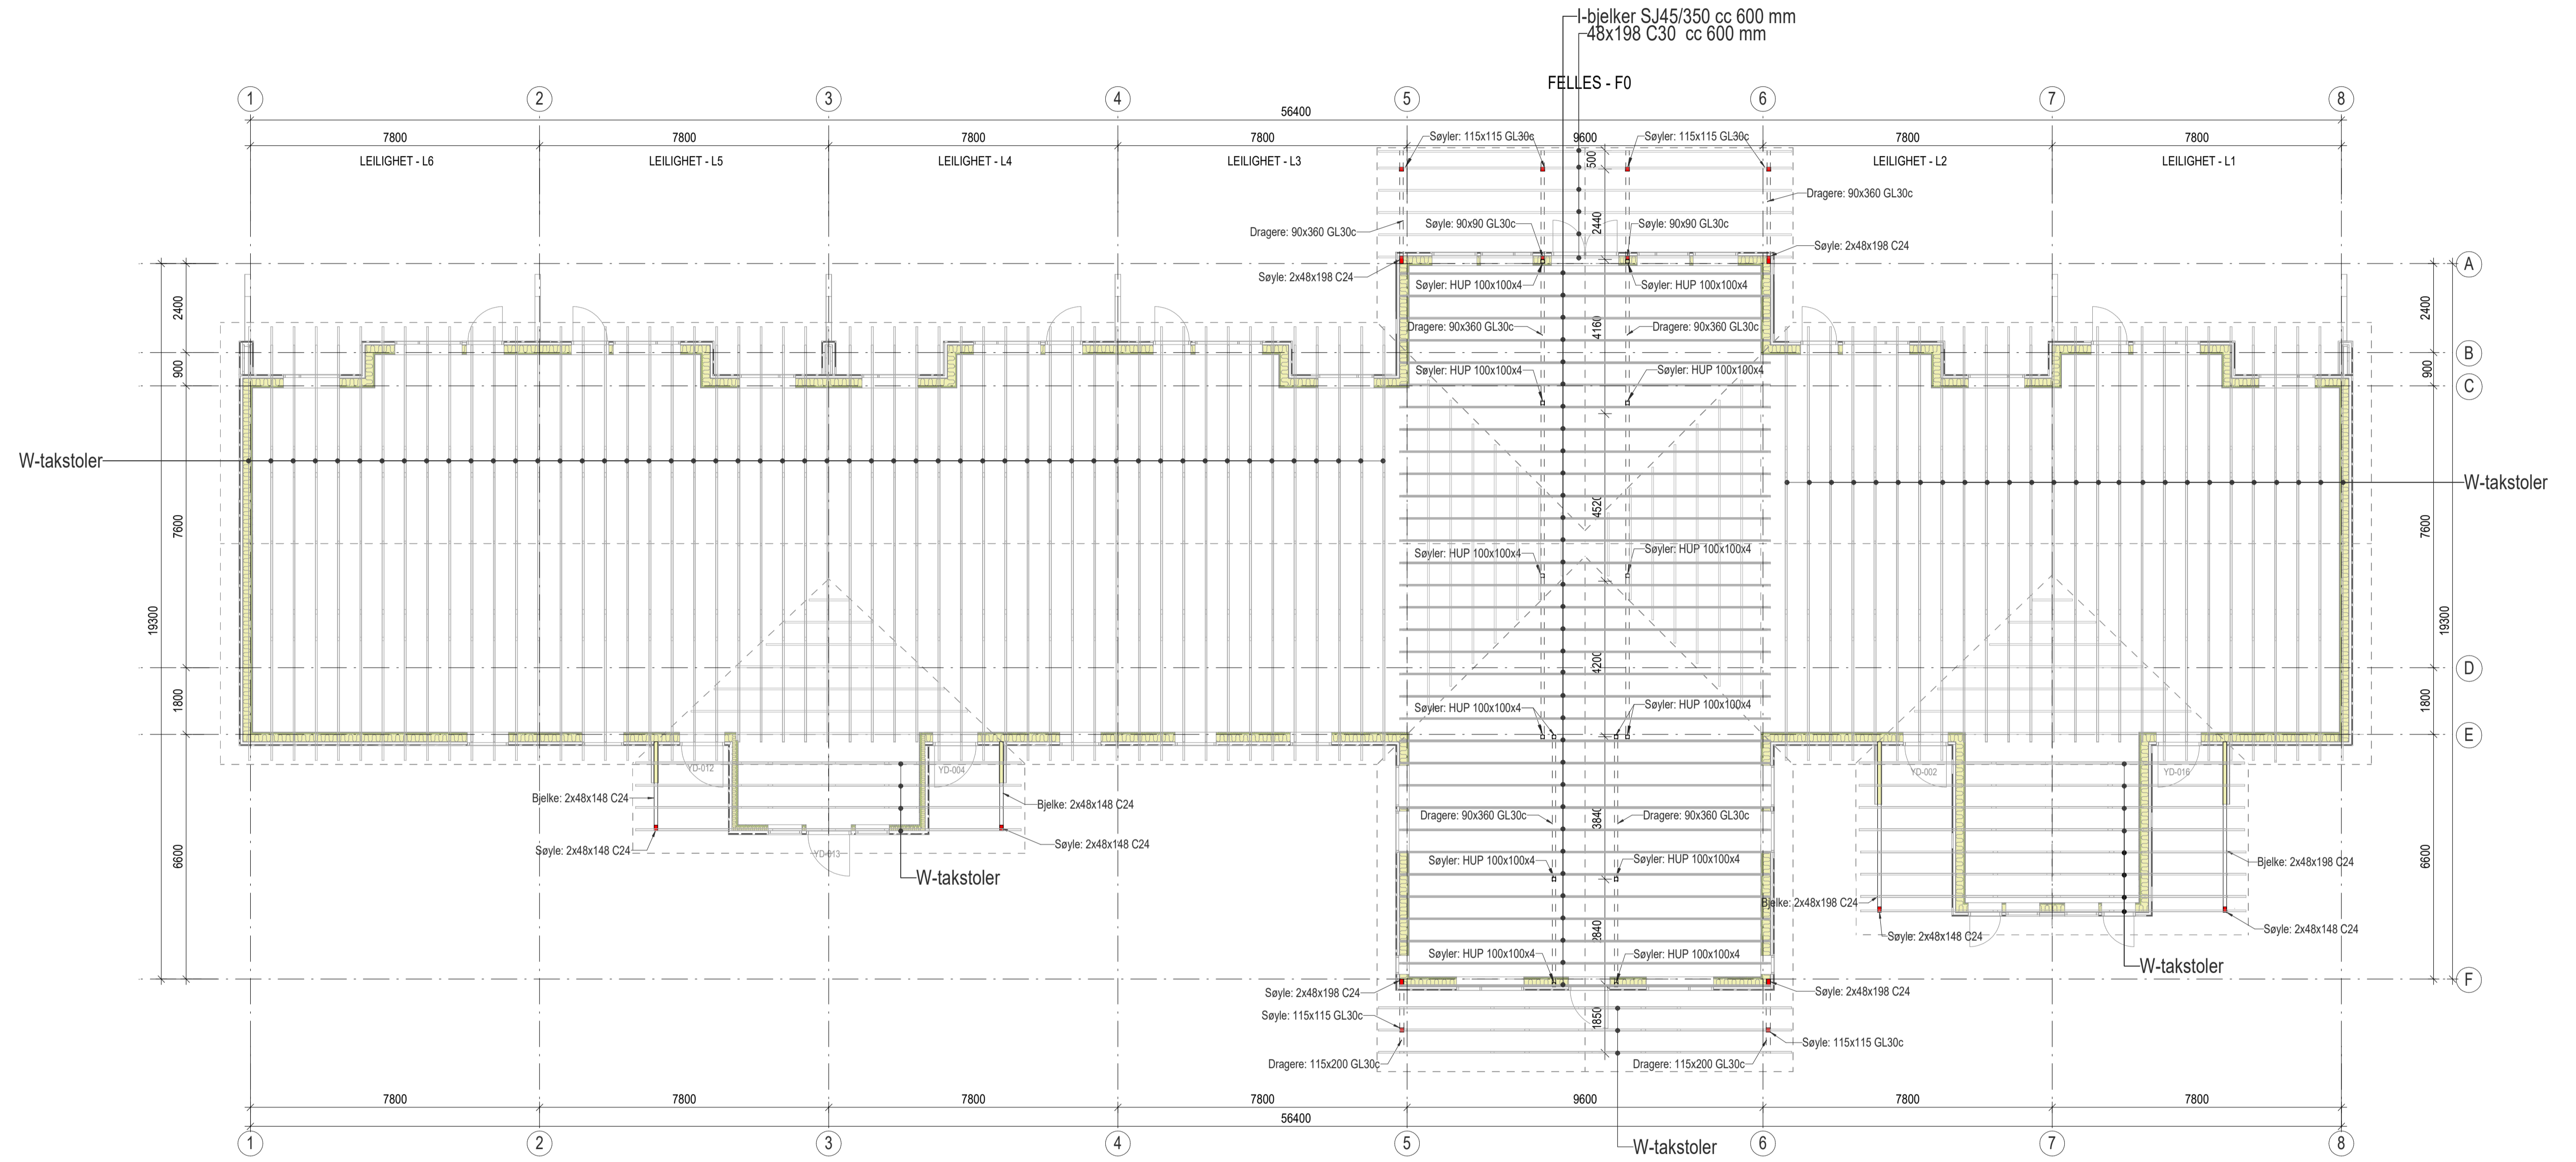 I-bjelker SJ45/350 cc 600 mm
48x198 C30  cc 600 mm
FELLES - F0
1 2 3 4 5 6 7 8
56400
7800 7800 7800 7800 9600 7800 7800
LEILIGHET - L6 LEILIGHET - L5 LEILIGHET - L4 LEILIGHET - L3 LEILIGHET - L2 LEILIGHET - L1
Søyler: 115x115 GL30c Søyler: 115x115 GL30c
500
Dragere: 90x360 GL30c
2440
Søyle: 90x90 GL30c Søyle: 90x90 GL30c
Dragere: 90x360 GL30c
Søyle: 2x48x198 C24
A A
Søyle: 2x48x198 C24
Søyler: HUP 100x100x4 Søyler: HUP 100x100x4
2400 2400
Dragere: 90x360 GL30c 4160 Dragere: 90x360 GL30c
B
900 900
Søyler: HUP 100x100x4 Søyler: HUP 100x100x4
C
W-takstoler
W-takstoler
4520
7600 7600
Søyler: HUP 100x100x4 Søyler: HUP 100x100x4
19300 19300
4200
D
1800 1800
Søyler: HUP 100x100x4 Søyler: HUP 100x100x4
E
YD-012 YD-004 YD-002 YD-016
Bjelke: 2x48x148 C24 Bjelke: 2x48x148 C24
Dragere: 90x360 GL30c 3840 Dragere: 90x360 GL30c
Søyle: 2x48x148 C24 Søyle: 2x48x148 C24
YD-013
6600 6600
Søyler: HUP 100x100x4 Søyler: HUP 100x100x4
Bjelke: 2x48x198 C24
W-takstoler
Bjelke: 2x48x198 C24
2840
Søyle: 2x48x148 C24 Søyle: 2x48x148 C24
Søyler: HUP 100x100x4 Søyler: HUP 100x100x4
W-takstoler
F
Søyle: 2x48x198 C24 Søyle: 2x48x198 C24
Søyle: 115x115 GL30c 1850
Søyle: 115x115 GL30c
Dragere: 115x200 GL30c Dragere: 115x200 GL30c
7800 7800 7800 7800 9600 7800 7800
56400
1 2 3 4 5 6 7 8
W-takstoler